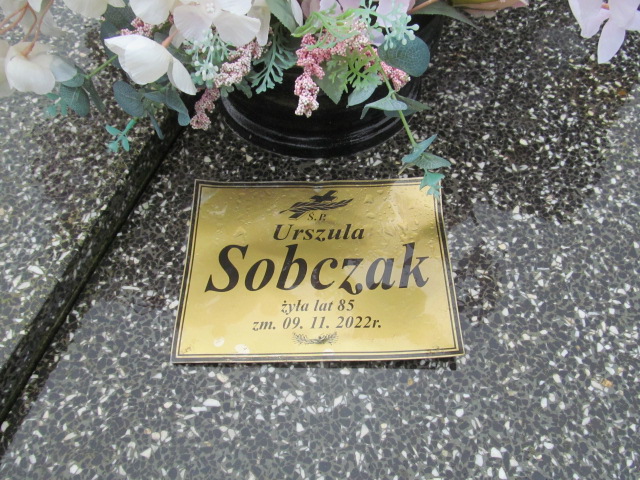 Ś. P.
Urszula
Sobczak
żyła lat 85
zm. 09. 11. 2022r.